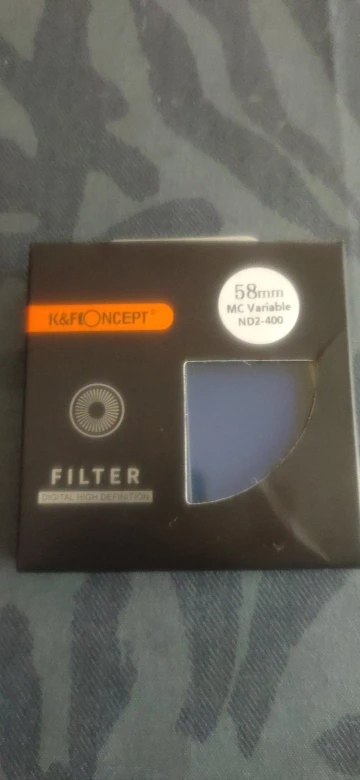 58mm
MC Variable
ND2-400
K&F CONCEPT®
FILTER
DIGITAL HIGH DEFINITION